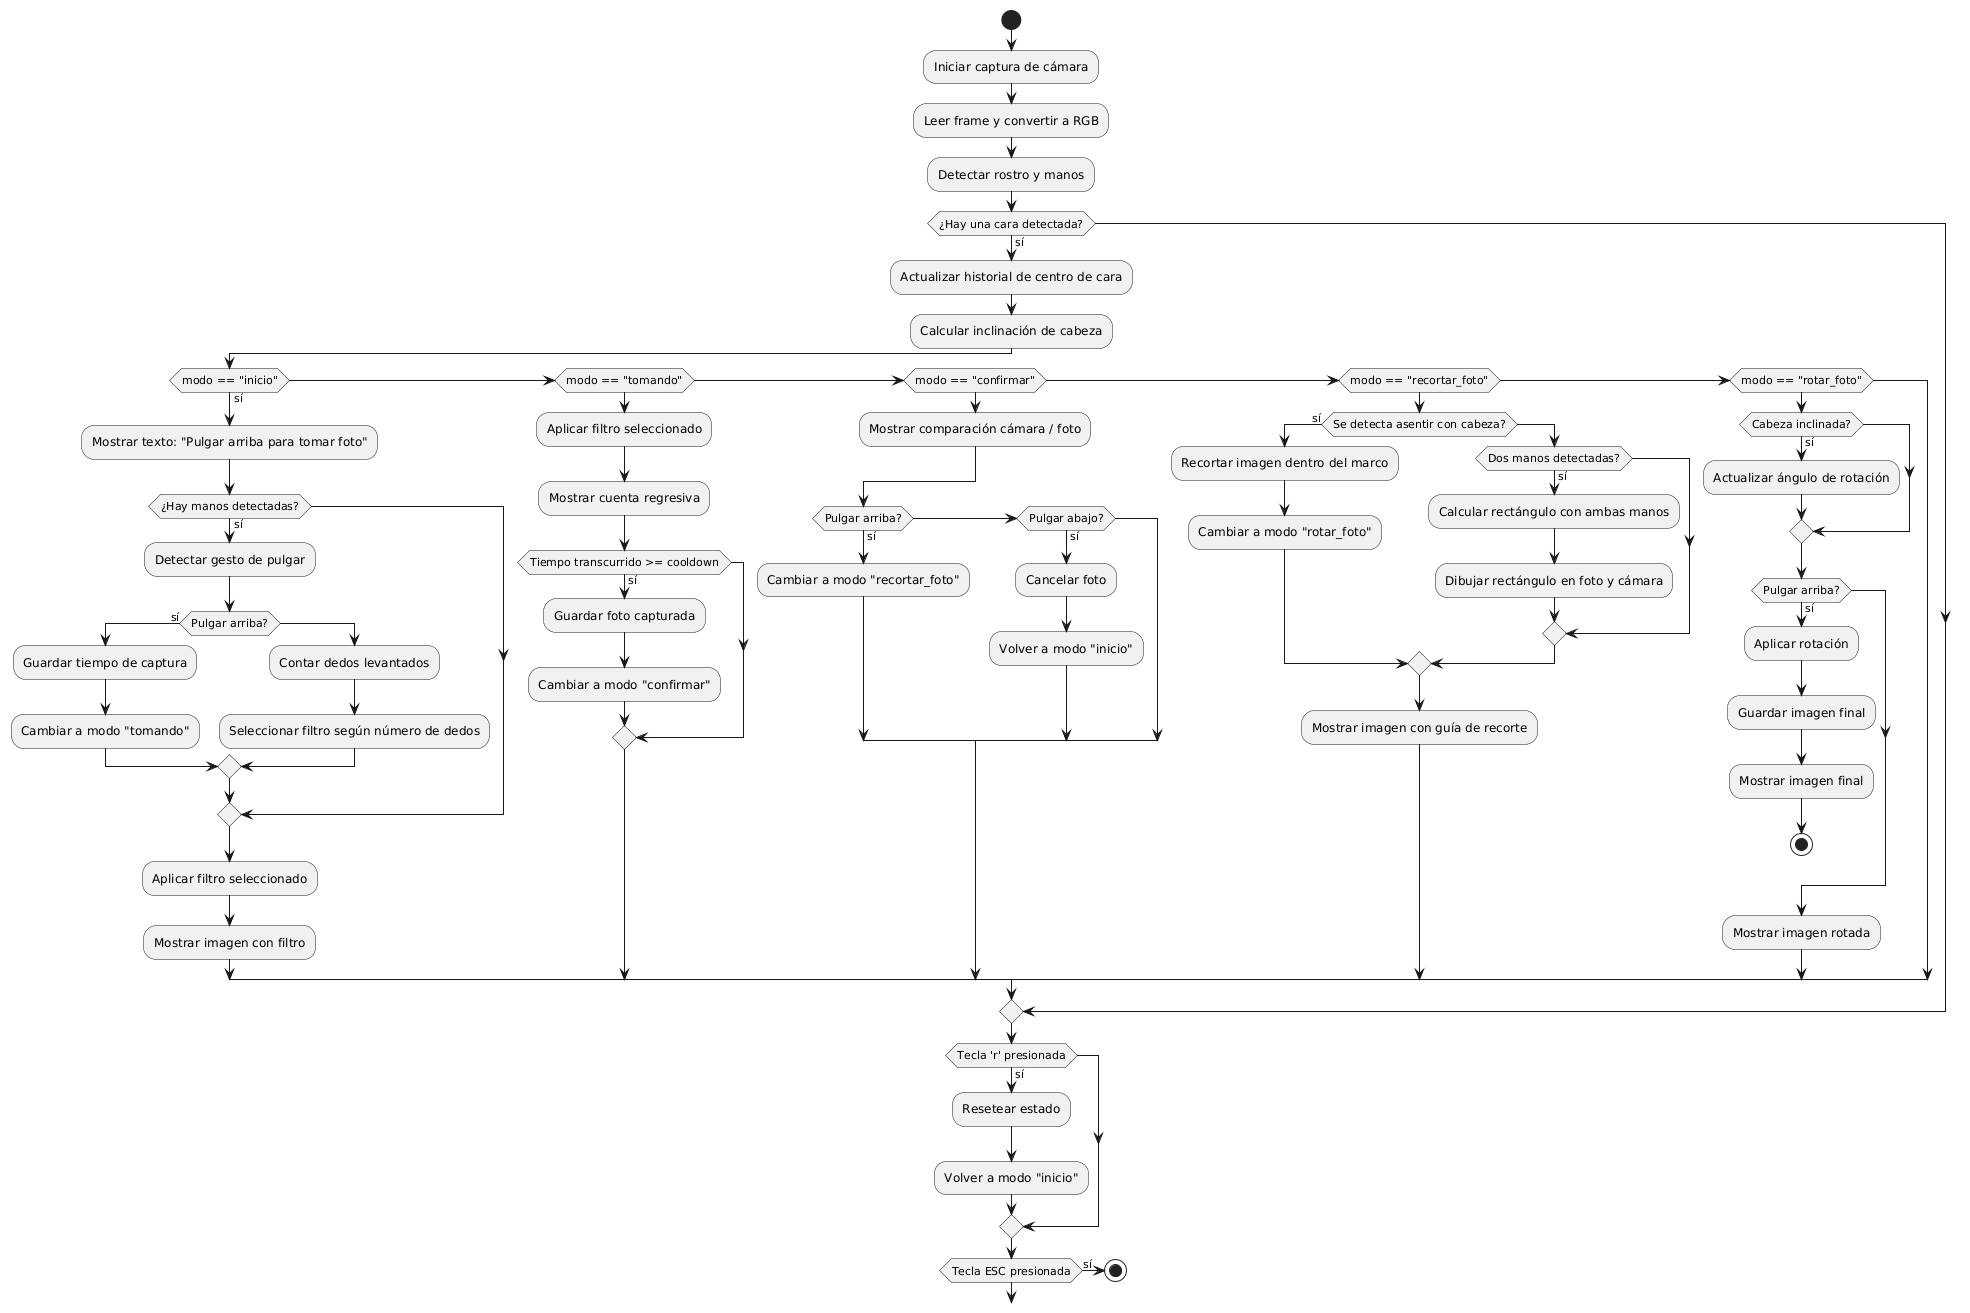 Iniciar captura de cámara
Leer frame y convertir a RGB
Detectar rostro y manos
¿Hay una cara detectada?
sí
Actualizar historial de centro de cara
Calcular inclinación de cabeza
modo == "inicio"
sí
Mostrar texto: "Pulgar arriba para tomar foto"
¿Hay manos detectadas?
sí
Detectar gesto de pulgar
Pulgar arriba?
sí
Guardar tiempo de captura
Cambiar a modo "tomando"
Contar dedos levantados
Seleccionar filtro según número de dedos
Aplicar filtro seleccionado
Mostrar imagen con filtro
modo == "tomando"
Aplicar filtro seleccionado
Mostrar cuenta regresiva
Tiempo transcurrido >= cooldown
sí
Guardar foto capturada
Cambiar a modo "confirmar"
modo == "confirmar"
Mostrar comparación cámara / foto
Pulgar arriba?
sí
Cambiar a modo "recortar_foto"
Pulgar abajo?
sí
Cancelar foto
Volver a modo "inicio"
modo == "recortar_foto"
Se detecta asentir con cabeza?
sí
Recortar imagen dentro del marco
Cambiar a modo "rotar_foto"
Dos manos detectadas?
sí
Calcular rectángulo con ambas manos
Dibujar rectángulo en foto y cámara
Mostrar imagen con guía de recorte
modo == "rotar_foto"
Cabeza inclinada?
sí
Actualizar ángulo de rotación
Pulgar arriba?
sí
Aplicar rotación
Guardar imagen final
Mostrar imagen final
Mostrar imagen rotada
Tecla 'r' presionada
sí
Resetear estado
Volver a modo "inicio"
Tecla ESC presionada
sí